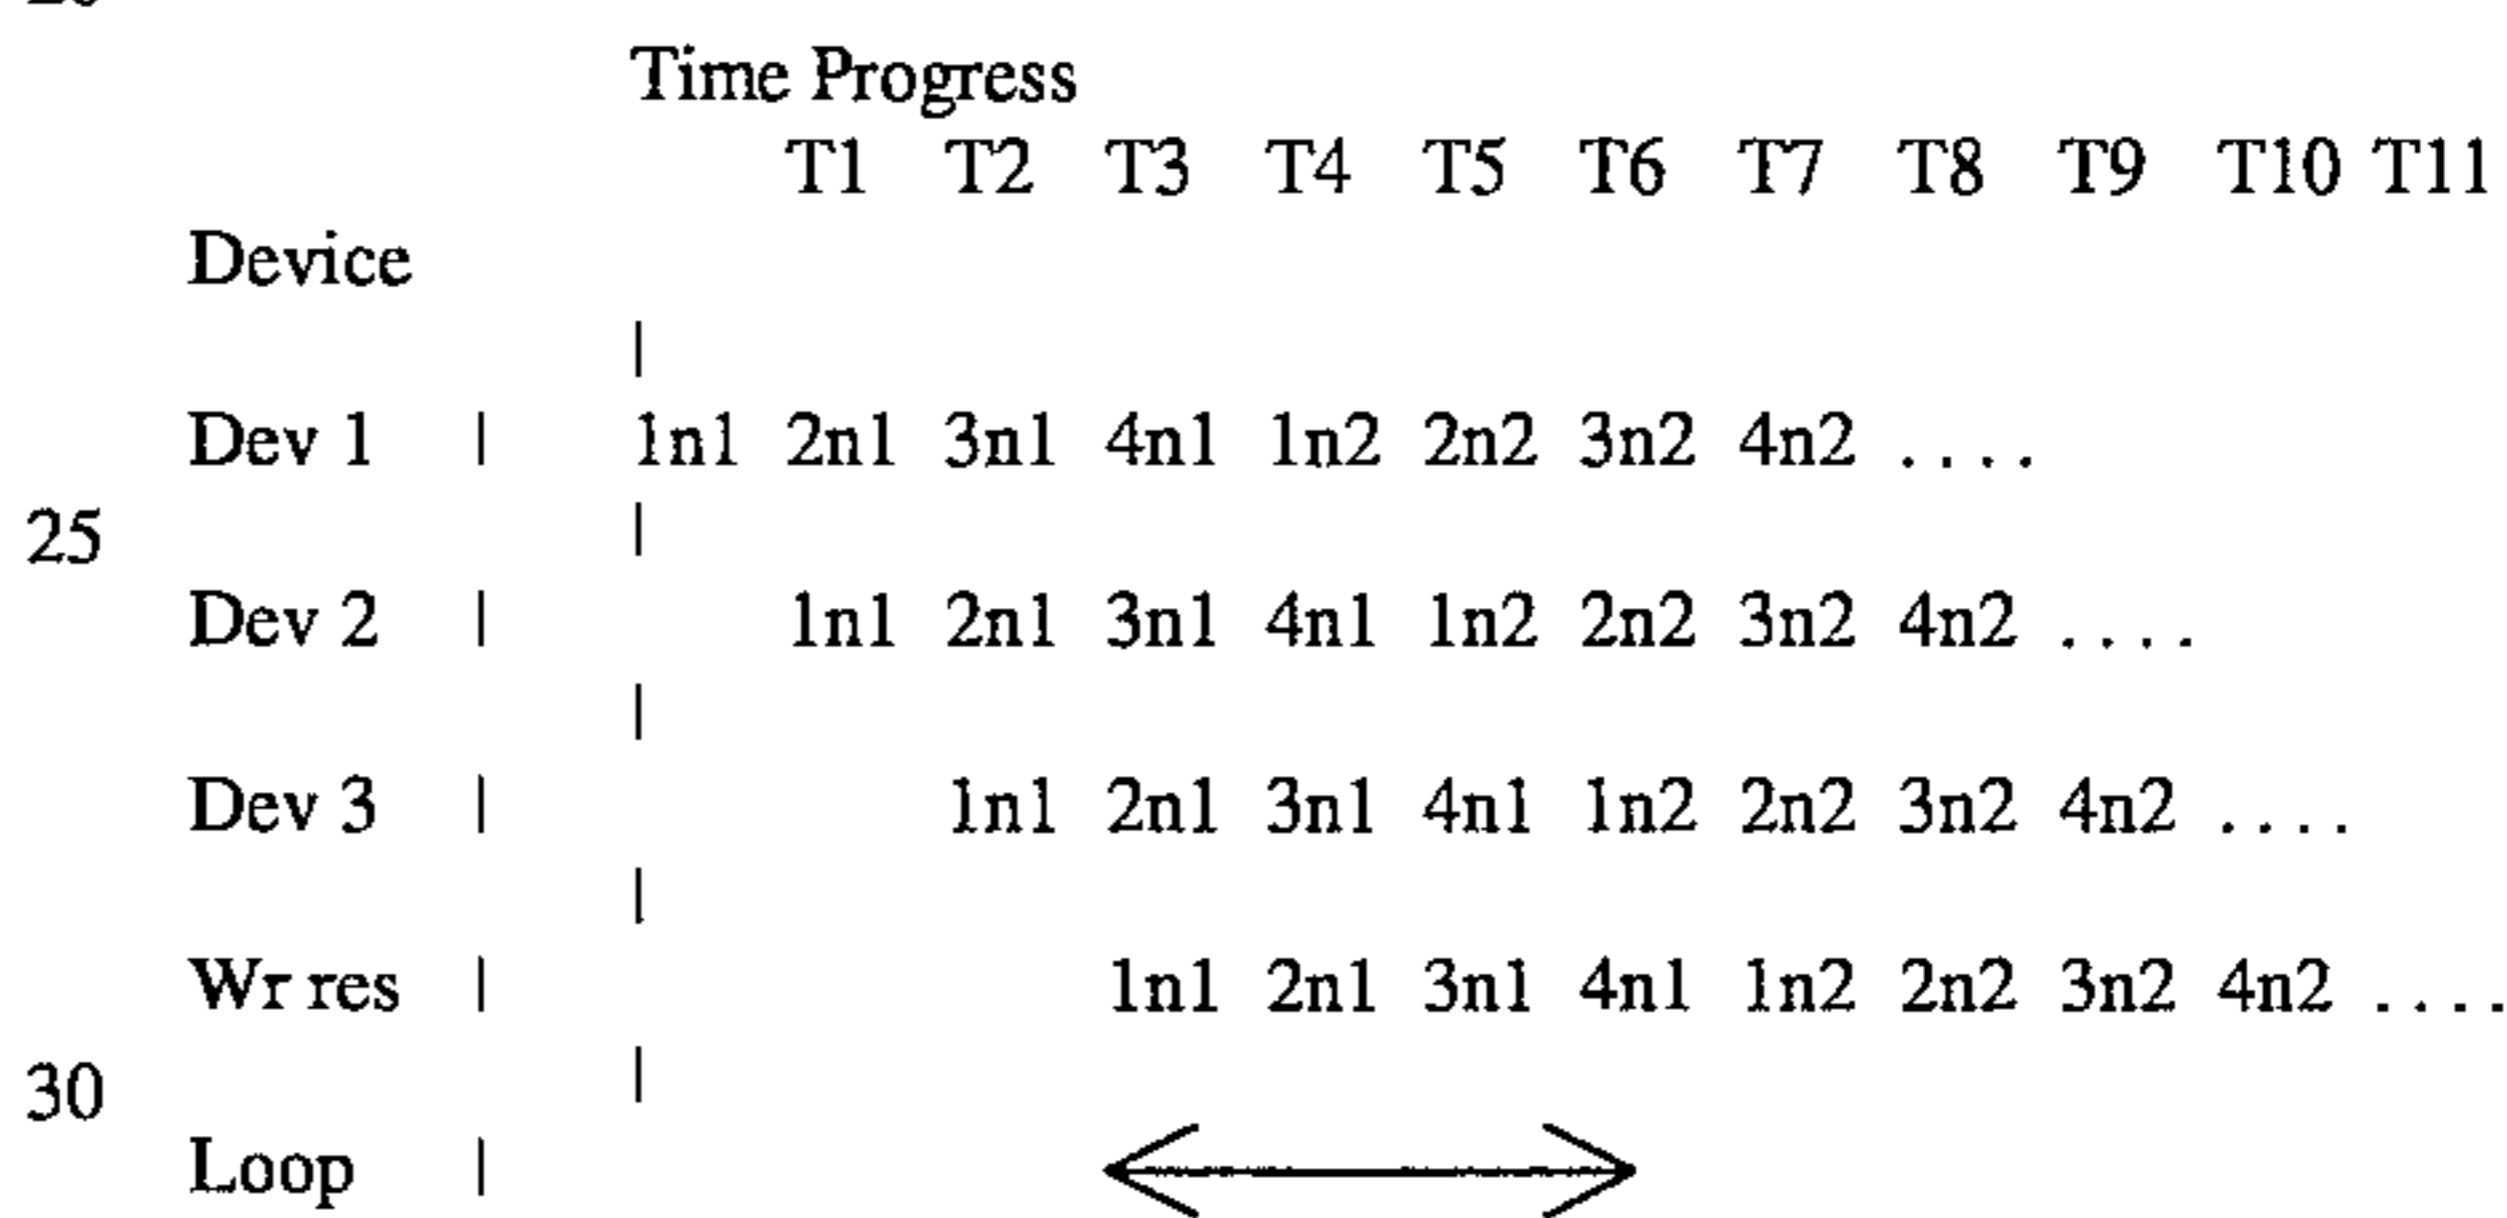 Time Progress
T1 T2 T3 T4 T5 T6 T7 T8 T9 T10 T11
Device
|
Dev 1 | 1n1 2n1 3n1 4n1 1n2 2n2 3n2 4n2 ....
25 |
Dev 2 | 1n1 2n1 3n1 4n1 1n2 2n2 3n2 4n2 ....
|
Dev 3 | 1n1 2n1 3n1 4n1 1n2 2n2 3n2 4n2 ....
|
Wr res | 1n1 2n1 3n1 4n1 1n2 2n2 3n2 4n2 ....
30 |
Loop |